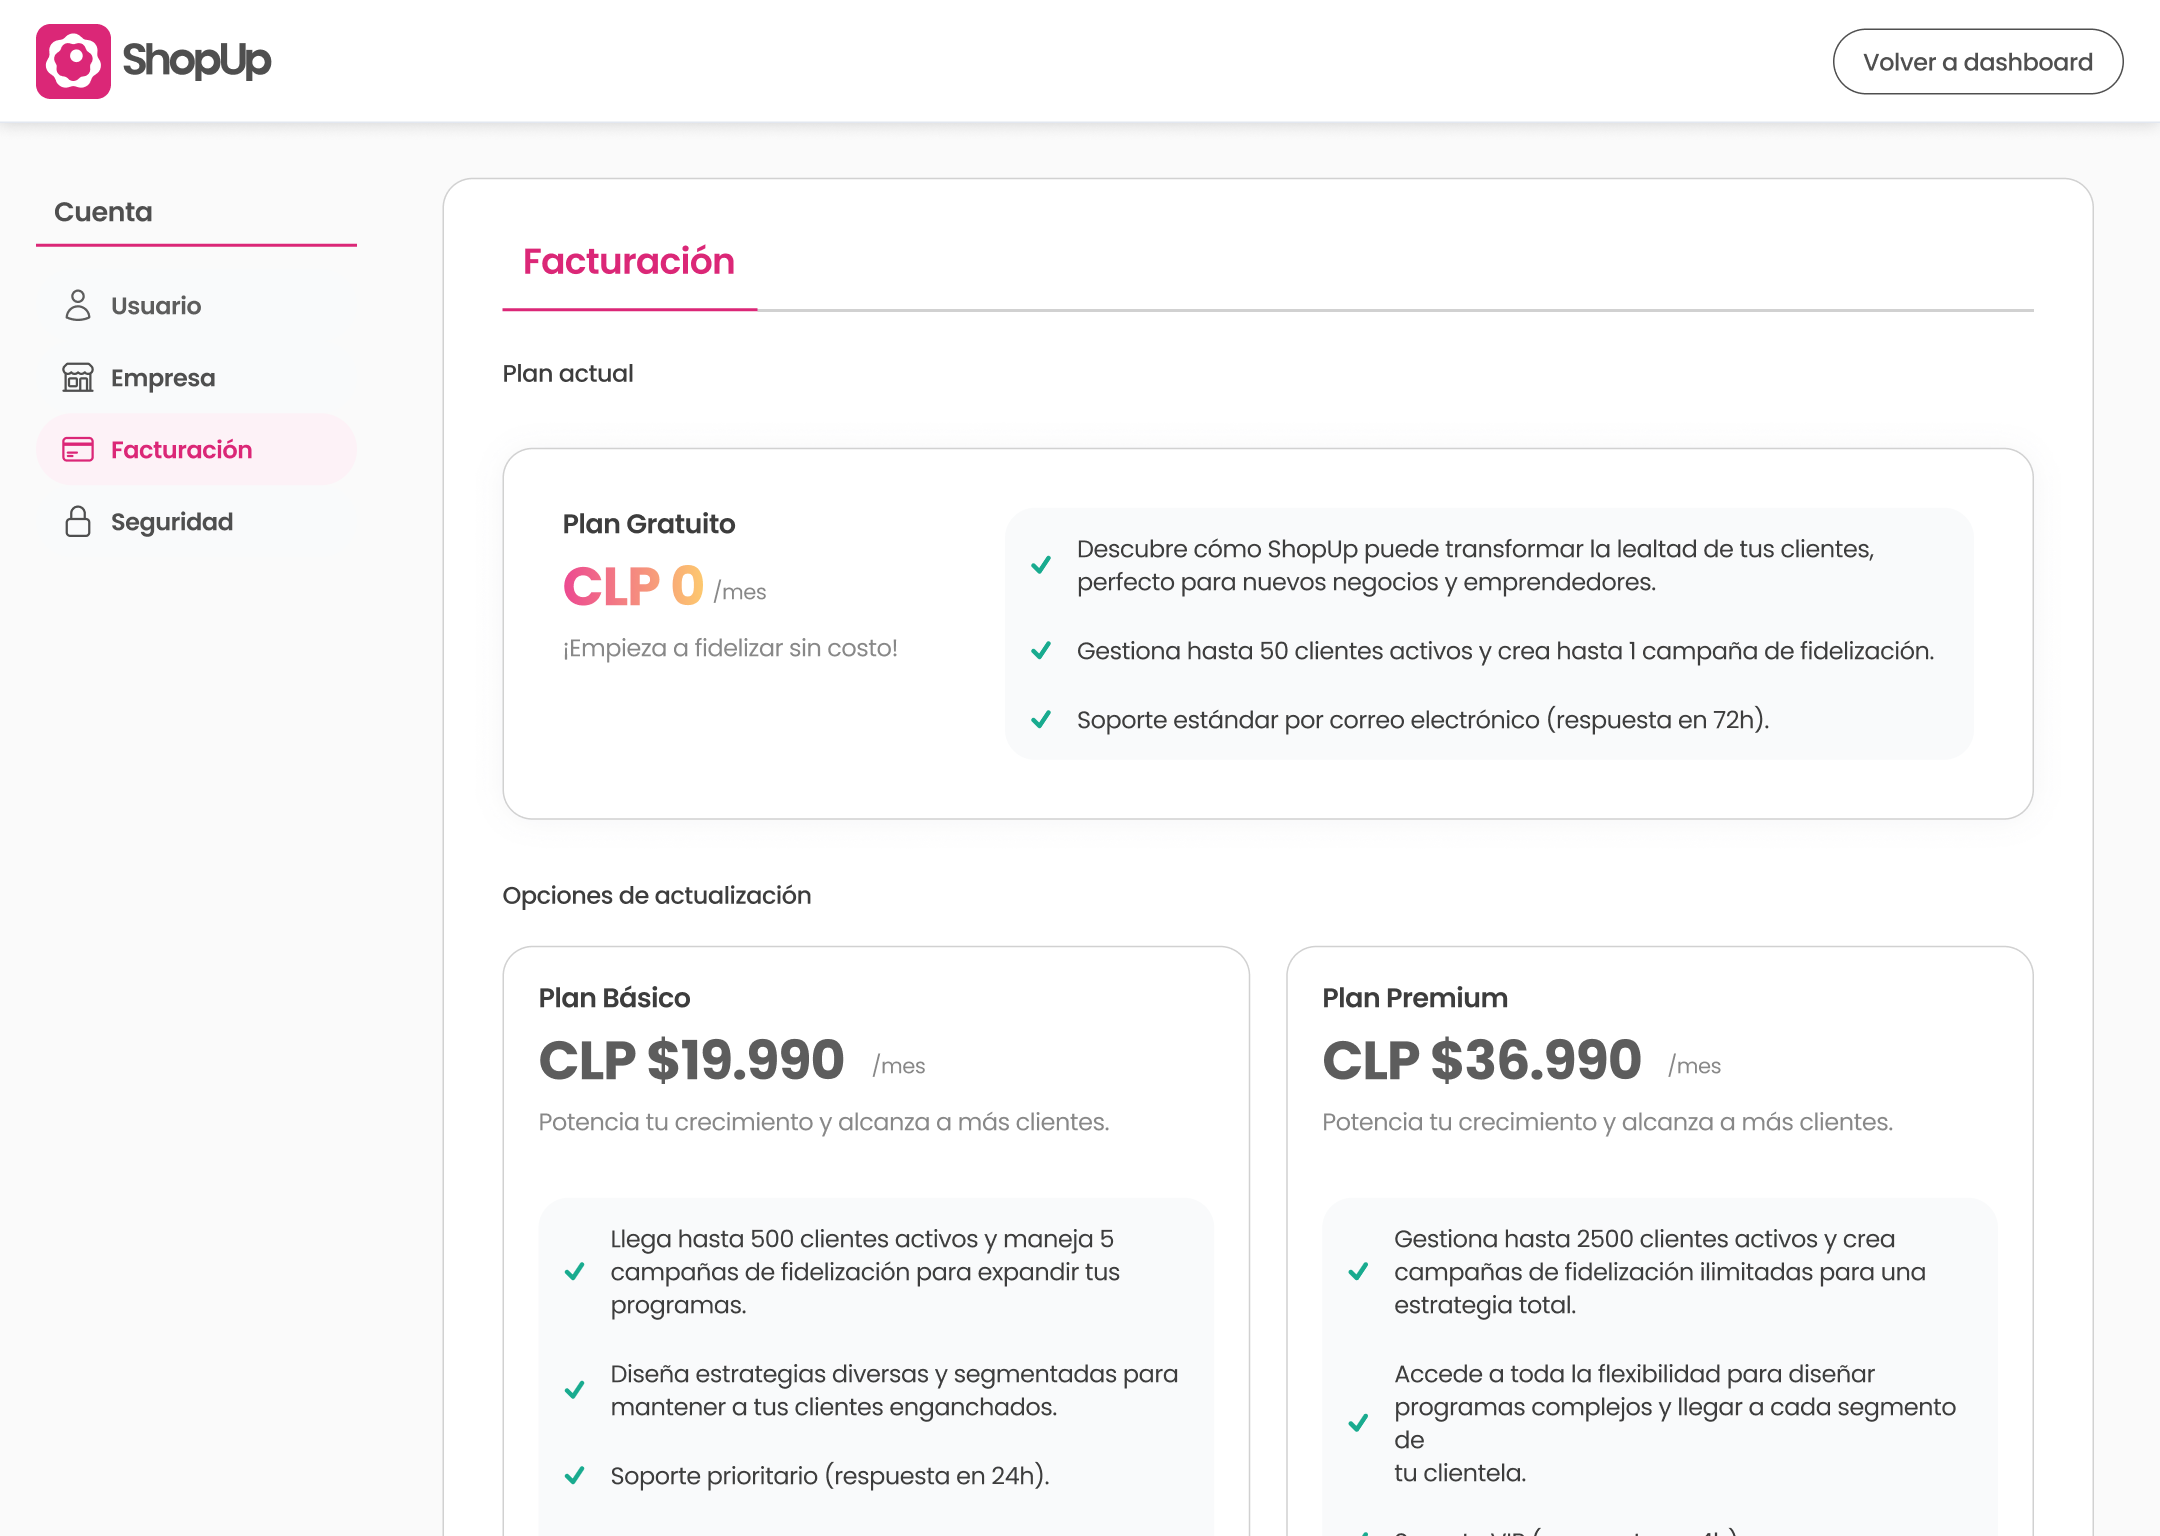 ShopUp
Volver a dashboard
Cuenta
Usuario
Empresa
Facturación
Seguridad
Facturación
Plan actual
Plan Gratuito
CLP 0 /mes
¡Empieza a fidelizar sin costo!
Descubre cómo ShopUp puede transformar la lealtad de tus clientes,
perfecto para nuevos negocios y emprendedores.
Gestiona hasta 50 clientes activos y crea hasta 1 campaña de fidelización.
Soporte estándar por correo electrónico (respuesta en 72h).
Opciones de actualización
Plan Básico
CLP $19.990 /mes
Potencia tu crecimiento y alcanza a más clientes.
Llega hasta 500 clientes activos y maneja 5
campañas de fidelización para expandir tus
programas.
Diseña estrategias diversas y segmentadas para
mantener a tus clientes enganchados.
Soporte prioritario (respuesta en 24h).
Plan Premium
CLP $36.990 /mes
Potencia tu crecimiento y alcanza a más clientes.
Gestiona hasta 2500 clientes activos y crea
campañas de fidelización ilimitadas para una
estrategia total.
Accede a toda la flexibilidad para diseñar
programas complejos y llegar a cada segmento
de
tu clientela.